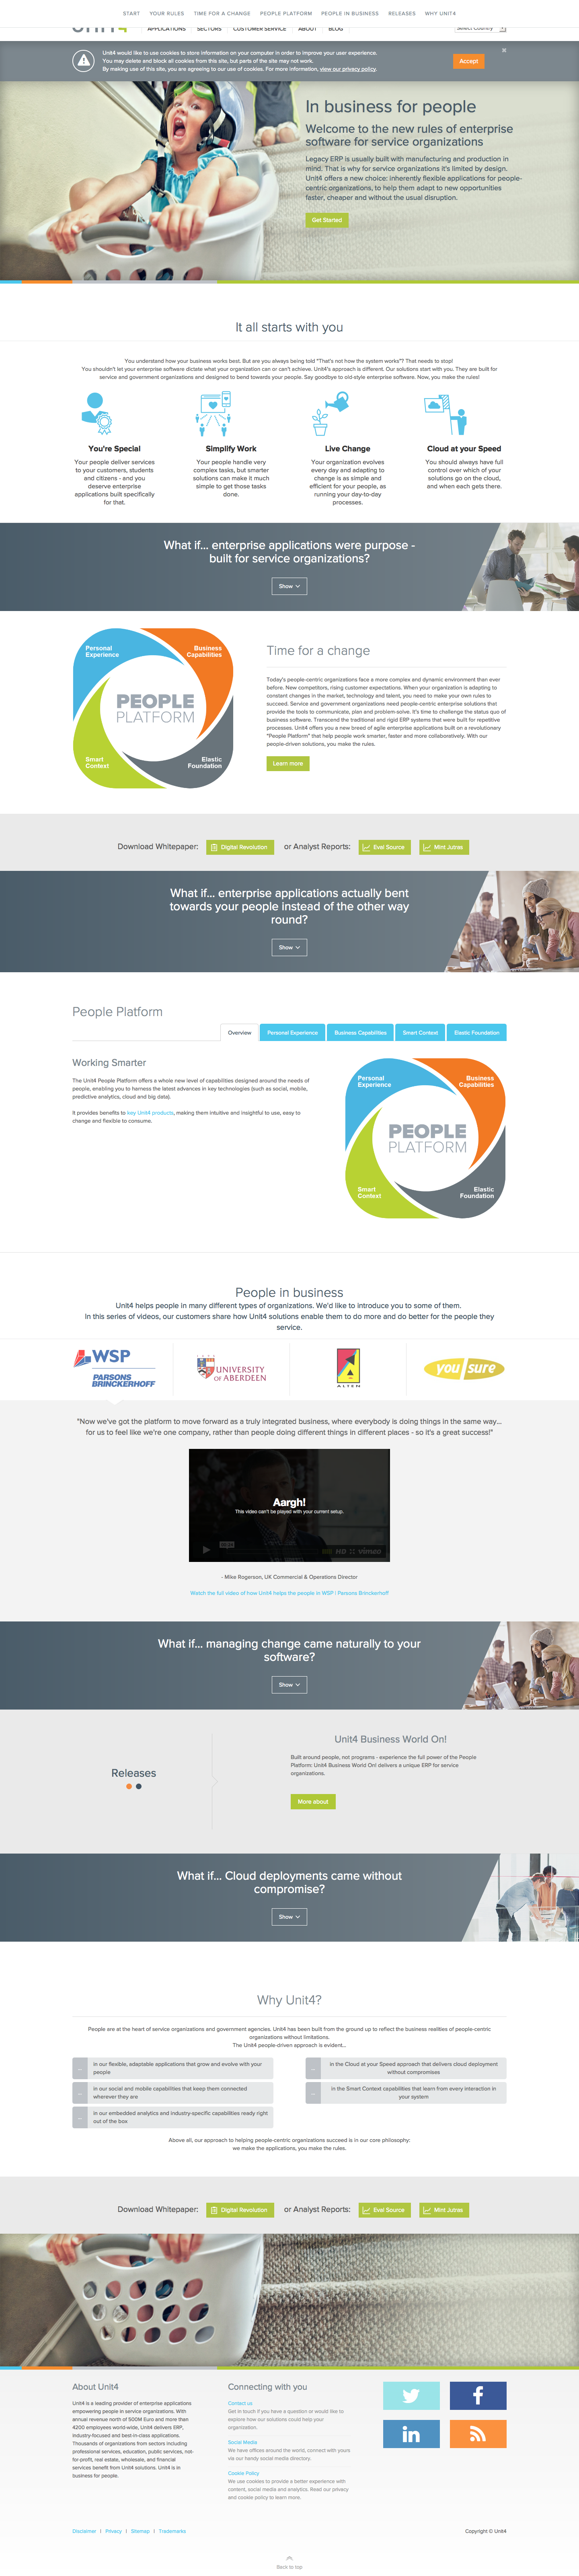 START YOUR RULES TIME FOR A CHANGE PEOPLE PLATFORM PEOPLE IN BUSINESS RELEASES WHY UNIT4
APPLICATIONS SECTORS CUSTOMER SERVICE ABOUT BLOG
Select Country
Unit4 would like to use cookies to store information on your computer in order to improve your user experience.
You may delete and block all cookies from this site, but parts of the site may not work.
By making use of this site, you are agreeing to our use of cookies. For more information, view our privacy policy.
Accept
In business for people
Welcome to the new rules of enterprise
software for service organizations
Legacy ERP is usually built with manufacturing and production in
mind. That is why for service organizations it's limited by design.
Unit4 offers a new choice: inherently flexible applications for people-
centric organizations, to help them adapt to new opportunities
faster, cheaper and without the usual disruption.
Get Started
It all starts with you
You understand how your business works best. But are you always being told "That's not how the system works"? That needs to stop!
You shouldn't let your enterprise software dictate what your organization can or can't achieve. Unit4's approach is different. Our solutions start with you. They are built for
service and government organizations and designed to bend towards your people. Say goodbye to old-style enterprise software. Now, you make the rules!
You're Special
Your people deliver services
to your customers, students
and citizens - and you
deserve enterprise
applications built specifically
for that.
Simplify Work
Your people handle very
complex tasks, but smarter
solutions can make it much
simple to get those tasks
done.
Live Change
Your organization evolves
every day and adapting to
change is as simple and
efficient for your people, as
running your day-to-day
processes.
Cloud at your Speed
You should always have full
control over which of your
solutions go on the cloud,
and when each gets there.
What if... enterprise applications were purpose -
built for service organizations?
Show
Personal
Experience
Business
Capabilities
PEOPLE
PLATFORM
Smart
Context
Elastic
Foundation
Time for a change
Today's people-centric organizations face a more complex and dynamic environment than ever
before. New competitors, rising customer expectations. When your organization is adapting to
constant changes in the market, technology and talent, you need to make your own rules to
succeed. Service and government organizations need people-centric enterprise solutions that
provide the tools to communicate, plan and perform. It's time to challenge the status quo of
business software. Transcend the traditional and rigid ERP systems that were built for repetitive
processes. Unit4 offers you a new breed of agile enterprise applications built on a revolutionary
"People Platform" that help people work smarter, faster and more collaboratively. With our
people-driven solutions, you make the rules.
Learn more
Download Whitepaper: Digital Revolution or Analyst Reports: Eval Source Mint Jutras
What if... enterprise applications actually bent
towards your people instead of the other way
round?
Show
People Platform
Overview Personal Experience Business Capabilities Smart Context Elastic Foundation
Working Smarter
The Unit4 People Platform offers a whole new level of capabilities designed around the needs of
people, enabling you to harness the latest advances in key technologies (such as social, mobile,
predictive analytics, cloud and big data).
It provides benefits to key Unit4 products, making them intuitive and insightful to use, easy to
change and flexible to consume.
Personal
Experience
Business
Capabilities
PEOPLE
PLATFORM
Smart
Context
Elastic
Foundation
People in business
Unit4 helps people in many different types of organizations. We'd like to introduce you to some of them.
In this series of videos, our customers share how Unit4 solutions enable them to do more and do better for the people they
service.
WSP
PARSONS
BRINCKERHOFF
UNIVERSITY
OF ABERDEEN
ALTEN
you sure
"Now we've got the platform to move forward as a truly integrated business, where everybody is doing things in the same way...
for us to feel like we're one company, rather than people doing different things in different places - so it's a great success!"
Aargh!
This video can't be played with your current setup.
HD vimeo
- Mike Rogerson, UK Commercial & Operations Director
Watch the full video of how Unit4 helps the people in WSP | Parsons Brinckerhoff
What if... managing change came naturally to your
software?
Show
Releases
Unit4 Business World On!
Built around people, not programs - experience the full power of the People
Platform: Unit4 Business World On! delivers a unique ERP for service
organizations.
More about
What if... Cloud deployments came without
compromise?
Show
Why Unit4?
People are at the heart of service organizations and government agencies. Unit4 has been built from the ground up to reflect the business realities of people-centric
organizations without limitations.
The Unit4 people-driven approach is evident...
... in our flexible, adaptable applications that grow and evolve with your
people
... in our social and mobile capabilities that keep them connected
wherever they are
... in our embedded analytics and industry-specific capabilities ready right
out of the box
... in the Cloud at your Speed approach that delivers cloud deployment
without compromises
... in the Smart Context capabilities that learn from every interaction in
your system
Above all, our approach to helping people-centric organizations succeed is in our core philosophy:
we make the applications, you make the rules.
Download Whitepaper: Digital Revolution or Analyst Reports: Eval Source Mint Jutras
About Unit4
Unit4 is a leading provider of enterprise applications
empowering people in service organizations. With
annual revenue north of 500M Euro and more than
4200 employees world-wide, Unit4 delivers ERP,
industry-focused and best-in-class applications.
Thousands of organizations from sectors including
professional services, education, public services, not-
for-profit, real estate, wholesale, and financial
services benefit from Unit4 solutions. Unit4 is in
business for people.
Connecting with you
Contact us
Get in touch if you have a question or would like to
explore how our solutions could help your
organization.
Social Media
We have offices around the world, connect with yours
via our handy social media directory.
Cookie Policy
We use cookies to provide a better experience with
content, social media and analytics. Read our privacy
and cookie policy to learn more.
Disclaimer | Privacy | Sitemap | Trademarks
Copyright © Unit4
Back to top